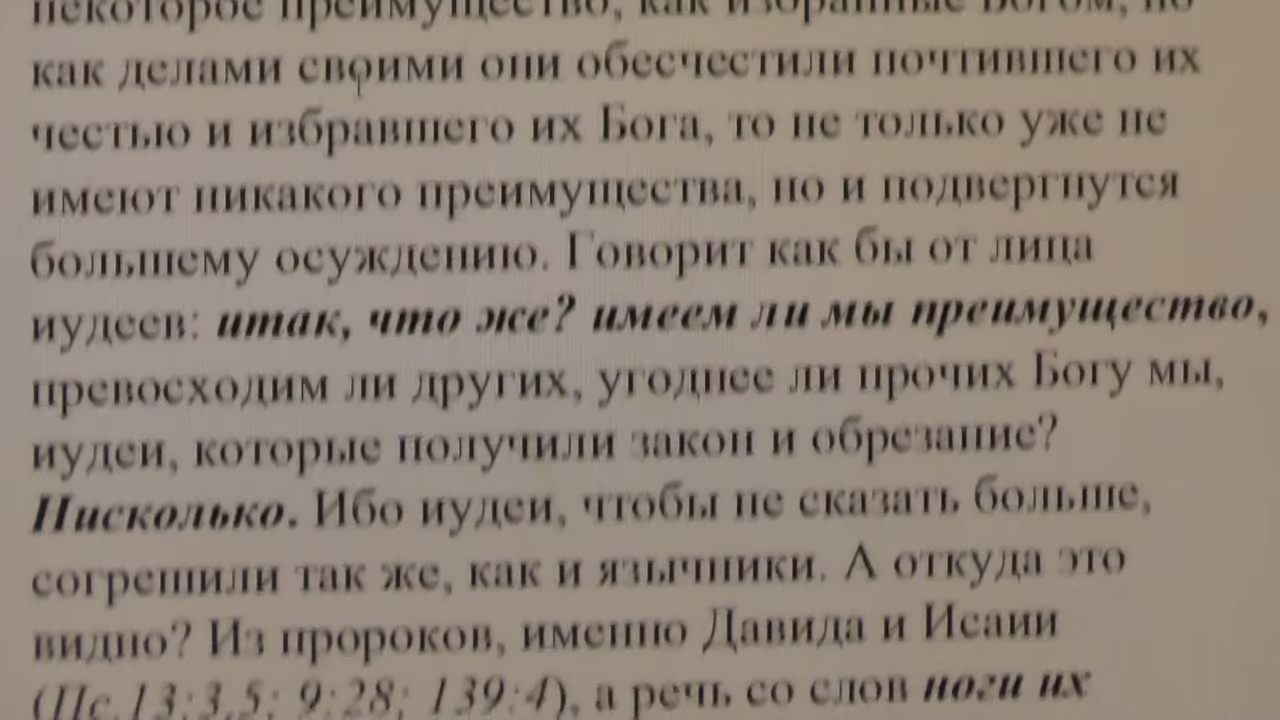 некоторое преимущество, как избранные Богом, но
как делами своими они обесчестили почтившего их
честью и избравшего их Бога, то не только уже не
имеют никакого преимущества, но и подвергнутся
большему осуждению. Говорит как бы от лица
иудеев: итак, что же? имеем ли мы преимущество,
превосходим ли других, угоднее ли прочих Богу мы,
иудеи, которые получили закон и обрезание?
Нисколько. Ибо иудеи, чтобы не сказать больше,
согрешили так же, как и язычники. А откуда это
видно? Из пророков, именно Давида и Исаии
(Пс.13:3,5; 9:28; 139:4), а речь со слов ноги их